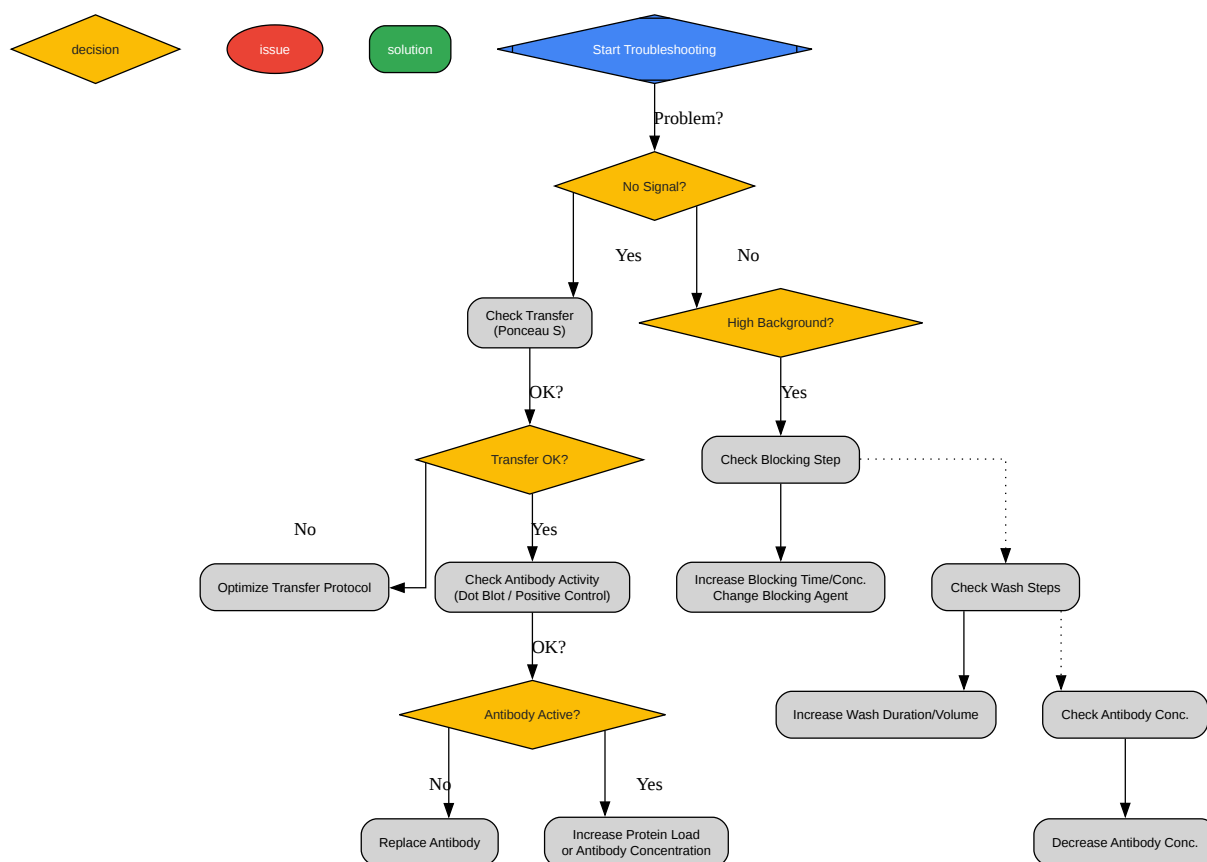 decision
issue
solution
Start Troubleshooting
Problem?
No Signal?
Yes
No
Check Transfer
(Ponceau S)
High Background?
OK?
Yes
Transfer OK?
Check Blocking Step
No
Yes
Optimize Transfer Protocol
Check Antibody Activity
(Dot Blot / Positive Control)
Increase Blocking Time/Conc.
Change Blocking Agent
Check Wash Steps
OK?
Antibody Active?
Increase Wash Duration/Volume
Check Antibody Conc.
No
Yes
Replace Antibody
Increase Protein Load
or Antibody Concentration
Decrease Antibody Conc.